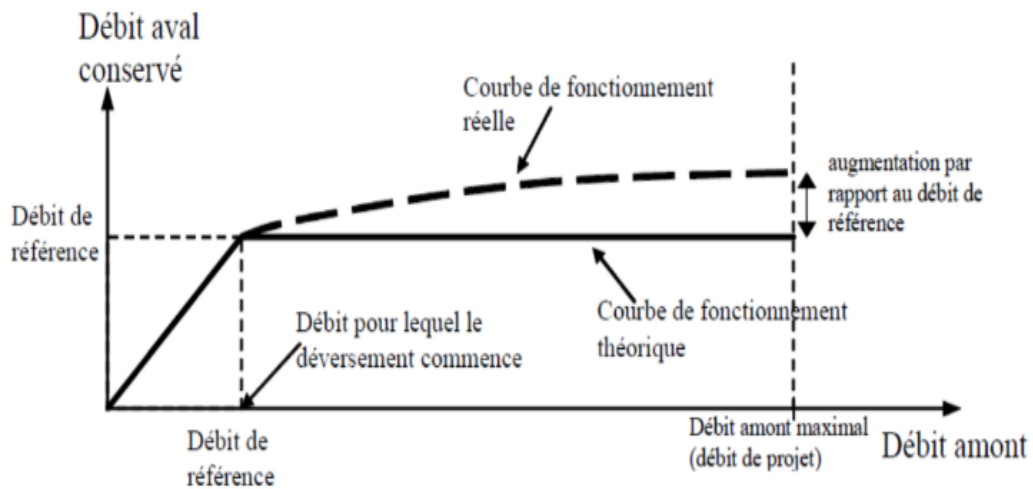 Débit aval
conservé
Courbe de fonctionnement
réelle
augmentation par
rapport au débit de
référence
Débit de
référence
Courbe de fonctionnement
théorique
Débit pour lequel le
déversement commence
Débit de
référence
Débit amont maximal
(débit de projet)
Débit amont